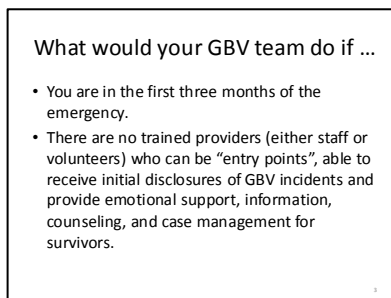 What would your GBV team do if …
• You are in the first three months of the
emergency.
• There are no trained providers (either staff or
volunteers) who can be “entry points”, able to
receive initial disclosures of GBV incidents and
provide emotional support, information,
counseling, and case management for
survivors.
3